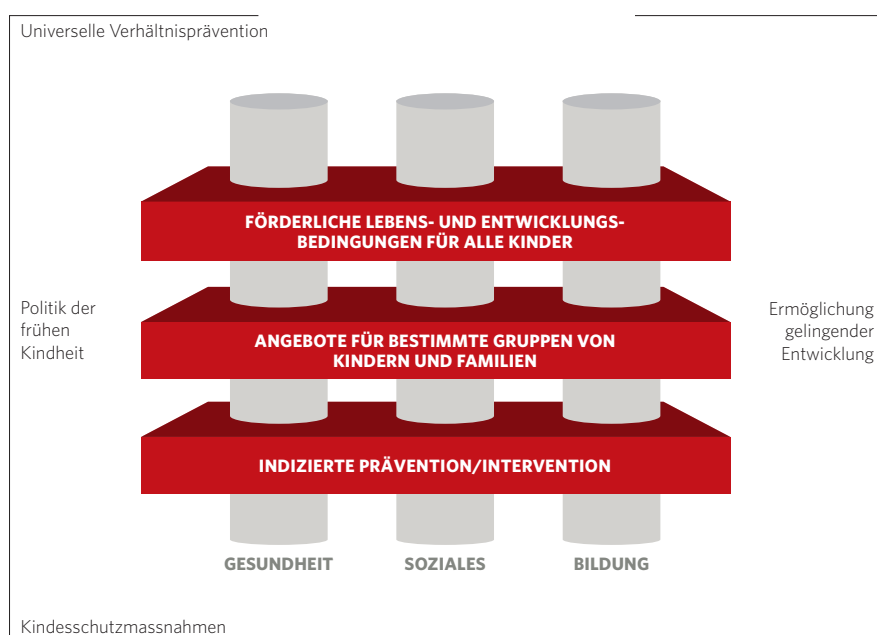 Universelle Verhältnisprävention
FÖRDERLICHE LEBENS- UND ENTWICKLUNGS-
BEDINGUNGEN FÜR ALLE KINDER
Politik der
frühen
Kindheit
ANGEBOTE FÜR BESTIMMTE GRUPPEN VON
KINDERN UND FAMILIEN
Ermöglichung
gelingender
Entwicklung
INDIZIERTE PRÄVENTION/INTERVENTION
GESUNDHEIT
SOZIALES
BILDUNG
Kindesschutzmassnahmen